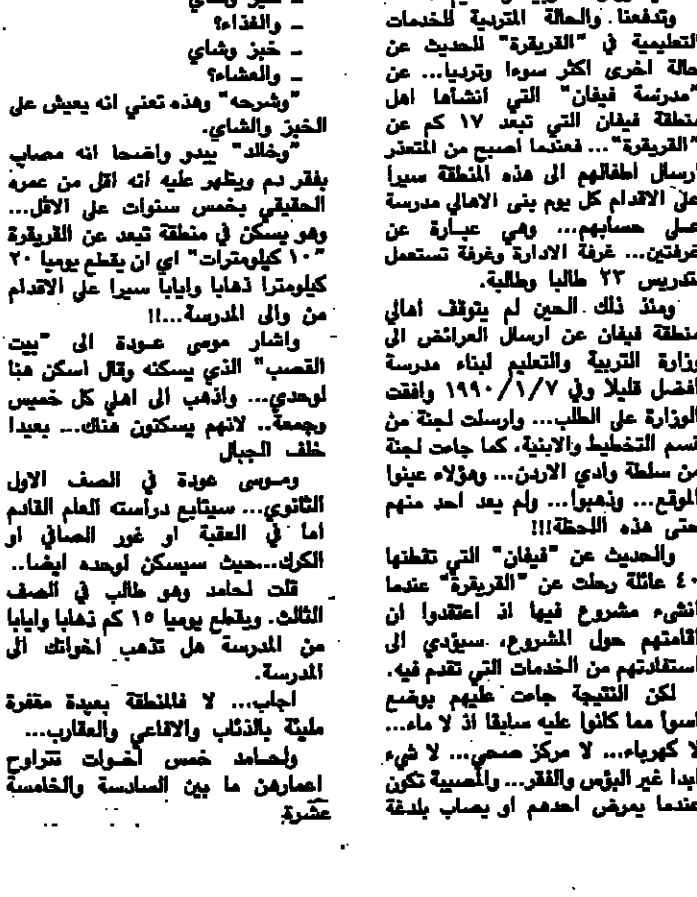 وتدفعنا والحالة المتردية للخدمات
التعليمية في "القريقرة" للحديث عن
حالة اخرى اكثر سوءا وترديا... عن
"مدرسة فيفان" التي أنشأها اهل
منطقة فيفان التي تبعد ١٧ كم عن
"القريقرة"... فعندما اصبح من المتعذر
ارسال اطفالهم الى هذه المنطقة سيرا
على الاقدام كل يوم بنى الاهالي مدرسة
على حسابهم... وهي عبارة عن
غرفتين... غرفة الادارة وغرفة تستعمل
لتدريس ٢٣ طالبا وطالبة.
ومنذ ذلك الحين لم يتوقف أهالي
منطقة فيفان عن ارسال العرائض الى
وزارة التربية والتعليم لبناء مدرسة
افضل قليلا وفي ١٩٩٠/١/٧ وافقت
الوزارة على الطلب... وارسلت لجنة من
قسم التخطيط والابنية، كما جاءت لجنة
من سلطة وادي الاردن... وهؤلاء عينوا
الموقع... وذهبوا... ولم يعد احد منهم
حتى هذه اللحظة!!!
والحديث عن "فيفان" التي تقطنها
٤٠ عائلة رحلت عن "القريقرة" عندما
انشىء مشروع فيها اذ اعتقدوا ان
اقامتهم حول المشروع، سيؤدي الى
استفادتهم من الخدمات التي تقدم فيه.
لكن النتيجة جاءت عليهم بوضع
اسوأ مما كانوا عليه سابقا اذ لا ماء...
لا كهرباء... لا مركز صحي... لا شيء
ابدا غير البؤس والفقر... والمصيبة تكون
عندما يمرض احدهم او يصاب بلدغة
ـ خبز وشاي
ـ والغذاء؟
ـ خبز وشاي
ـ والعشاء؟
"وشرحه" وهذه تعني انه يعيش على
الخبز والشاي.
"وخالد" يبدو واضحا انه مصاب
بفقر دم ويظهر عليه انه اقل من عمره
الحقيقي بخمس سنوات على الاقل...
وهو يسكن في منطقة تبعد عن القريقرة
"١٠ كيلومترات" اي ان يقطع يوميا ٢٠
كيلومترا ذهابا وايابا سيرا على الاقدام
من والى المدرسة...!!
واشار موسى عودة الى "بيت
القصب" الذي يسكنه وقال اسكن هنا
لوحدي... واذهب الى اهلي كل خميس
وجمعة.. لانهم يسكنون هناك... بعيدا
خلف الجبال
وموسى عودة في الصف الاول
الثانوي... سيتابع دراسته العام القادم
أما في العقبة او غور الصافي او
الكرك...حيث سيسكن لوحده ايضا..
قلت لحامد وهو طالب في الصف
الثالث. ويقطع يوميا ١٥ كم ذهابا وايابا
من المدرسة هل تذهب اخواتك الى
المدرسة.
اجاب... لا فالمنطقة بعيدة مقفرة
مليئة بالذئاب والافاعي والعقارب...
ولحامد خمس أخوات تتراوح
اعمارهن ما بين السادسة والخامسة
عشرة